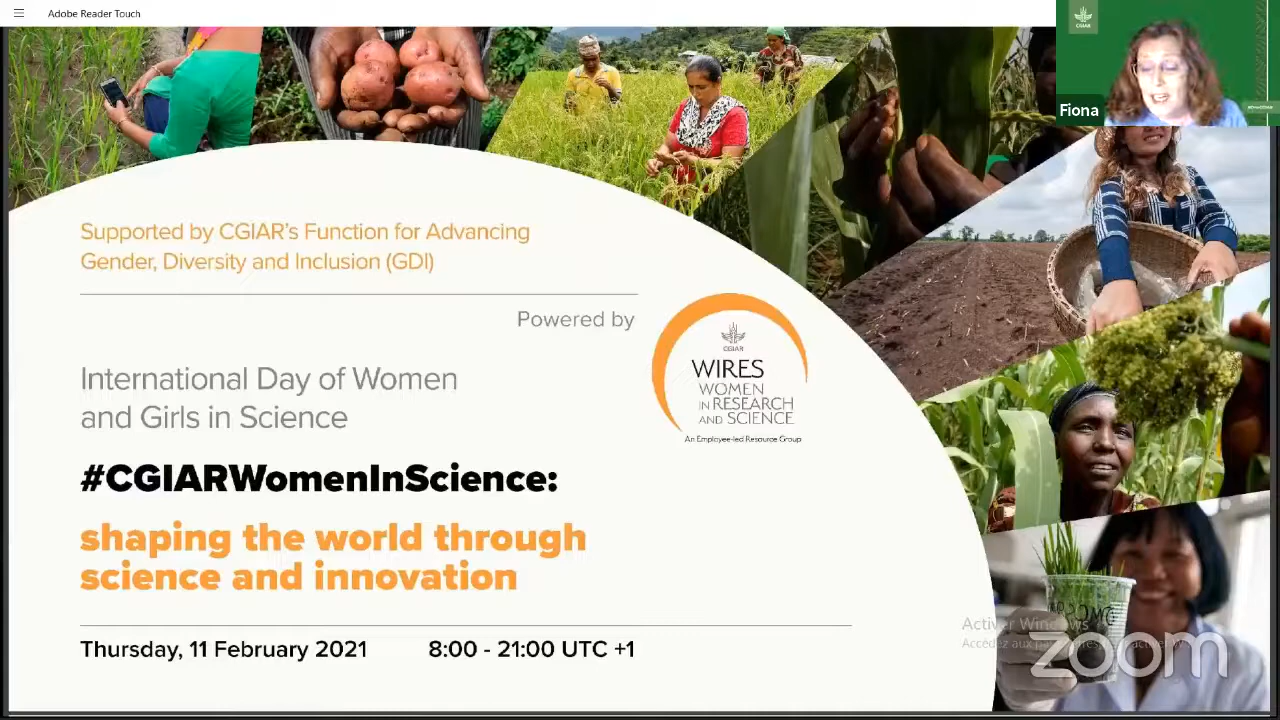 Adobe Reader Touch
CGIAR
Fiona
Supported by CGIAR's Function for Advancing
Gender, Diversity and Inclusion (GDI)
Powered by
CGIAR
WIRES
WOMEN
IN RESEARCH
AND SCIENCE
An Employee-led Resource Group
International Day of Women
and Girls in Science
#CGIARWomenInScience:
shaping the world through
science and innovation
Thursday, 11 February 2021 8:00 - 21:00 UTC +1
Activer Windows
Accédez aux
zoom